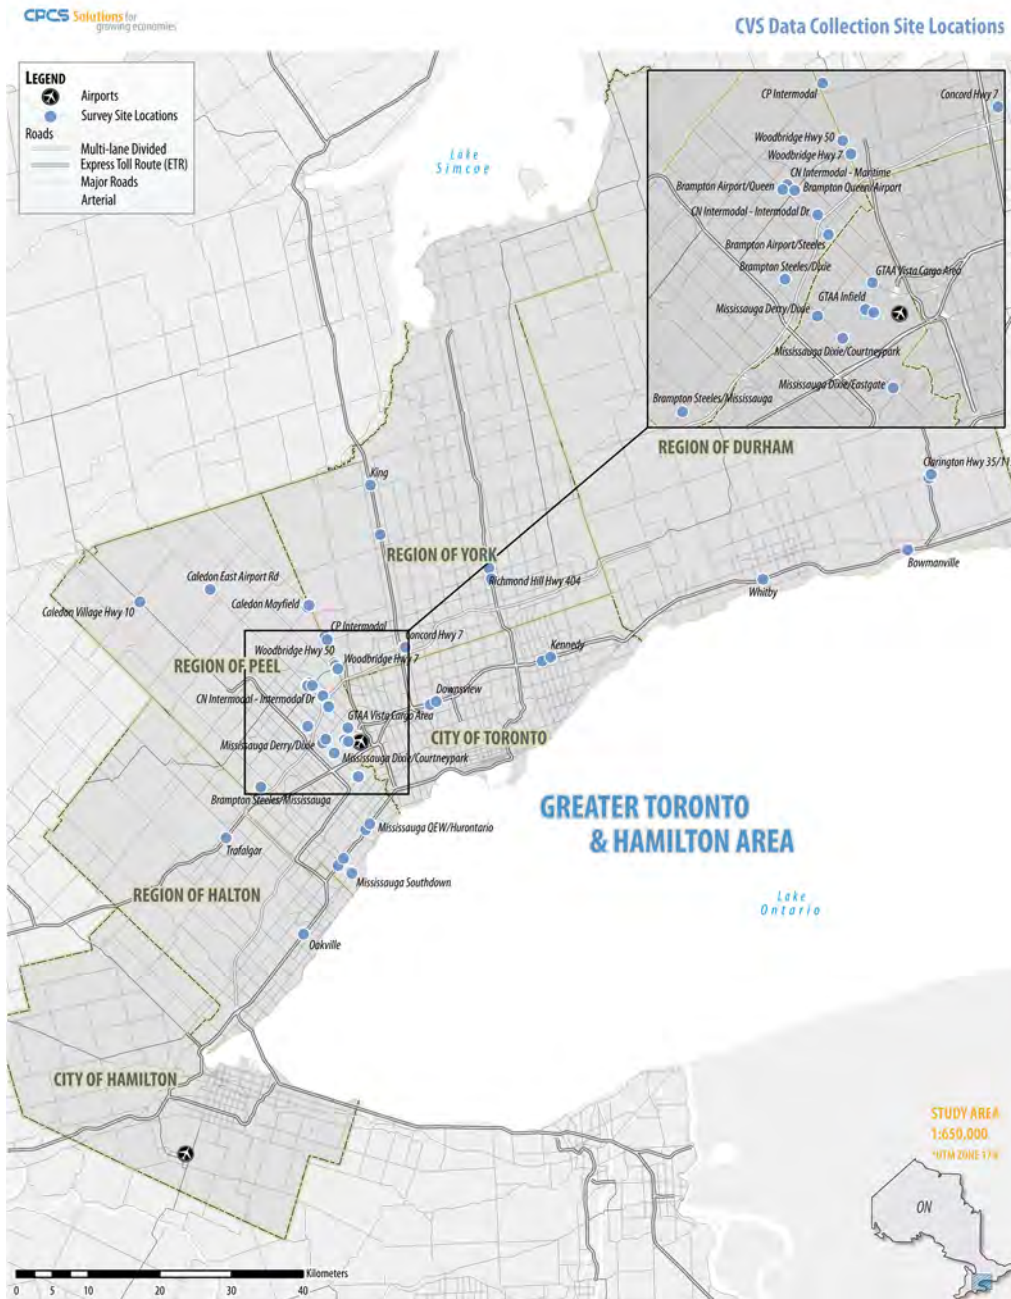 CPCS Solutions for
growing economies
CVS Data Collection Site Locations
LEGEND
Airports
Survey Site Locations
Roads
Multi-lane Divided
Express Toll Route (ETR)
Major Roads
Arterial
Lake
Simcoe
CP Intermodal
Concord Hwy 7
Woodbridge Hwy 50
Woodbridge Hwy 7
CN Intermodal - Maritime
Brampton Airport/Queen
Brampton Queen/Airport
CN Intermodal - Intermodal Dr
Brampton Airport/Steeles
Brampton Steeles/Dixie
GTAA Vista Cargo Area
GTAA Infield
Mississauga Derry/Dixie
Mississauga Dixie/Courtneypark
Mississauga Dixie/Eastgate
Brampton Steeles/Mississauga
REGION OF DURHAM
King
Clarington Hwy 35/11
REGION OF YORK
Bowmanville
Richmond Hill Hwy 404
Whitby
Caledon East Airport Rd
Caledon Village Hwy 10
Caledon Mayfield
CP Intermodal
Concord Hwy 7
Kennedy
Woodbridge Hwy 50
REGION OF PEEL
Woodbridge Hwy 7
CN Intermodal - Intermodal Dr
Downsview
GTAA Vista Cargo Area
CITY OF TORONTO
Mississauga Derry/Dixie
Mississauga Dixie/Courtneypark
Brampton Steeles/Mississauga
GREATER TORONTO
& HAMILTON AREA
Mississauga QEW/Hurontario
Trafalgar
Mississauga Southdown
REGION OF HALTON
Lake
Ontario
Oakville
CITY OF HAMILTON
STUDY AREA
1:650,000
*UTM ZONE 17N
ON
Kilometers
0 5 10 20 30 40